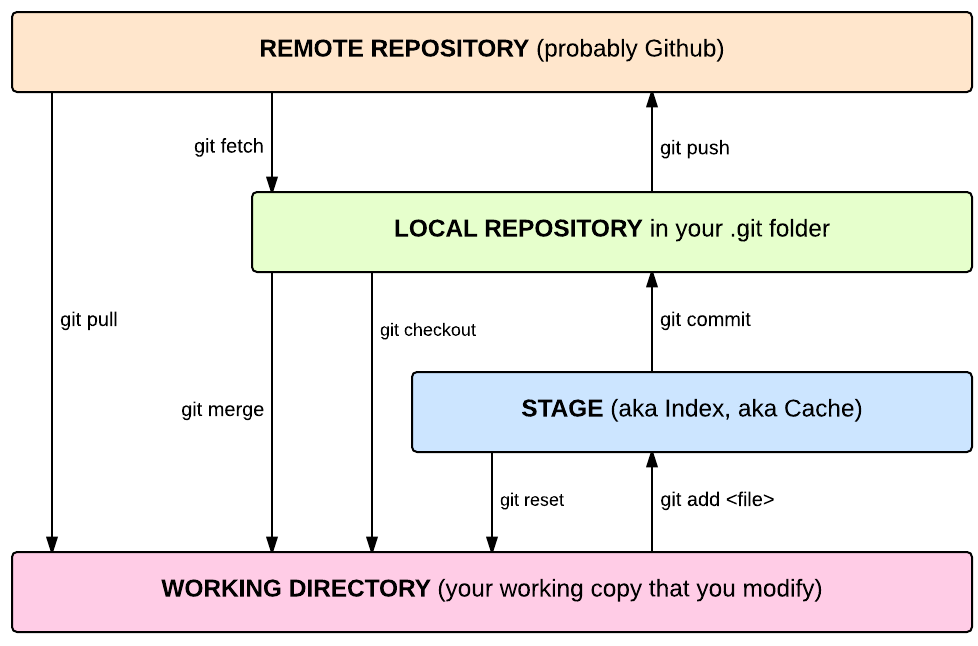 REMOTE REPOSITORY (probably Github)
git fetch
git push
LOCAL REPOSITORY in your .git folder
git pull
git checkout
git commit
git merge
STAGE (aka Index, aka Cache)
git reset
git add <file>
WORKING DIRECTORY (your working copy that you modify)